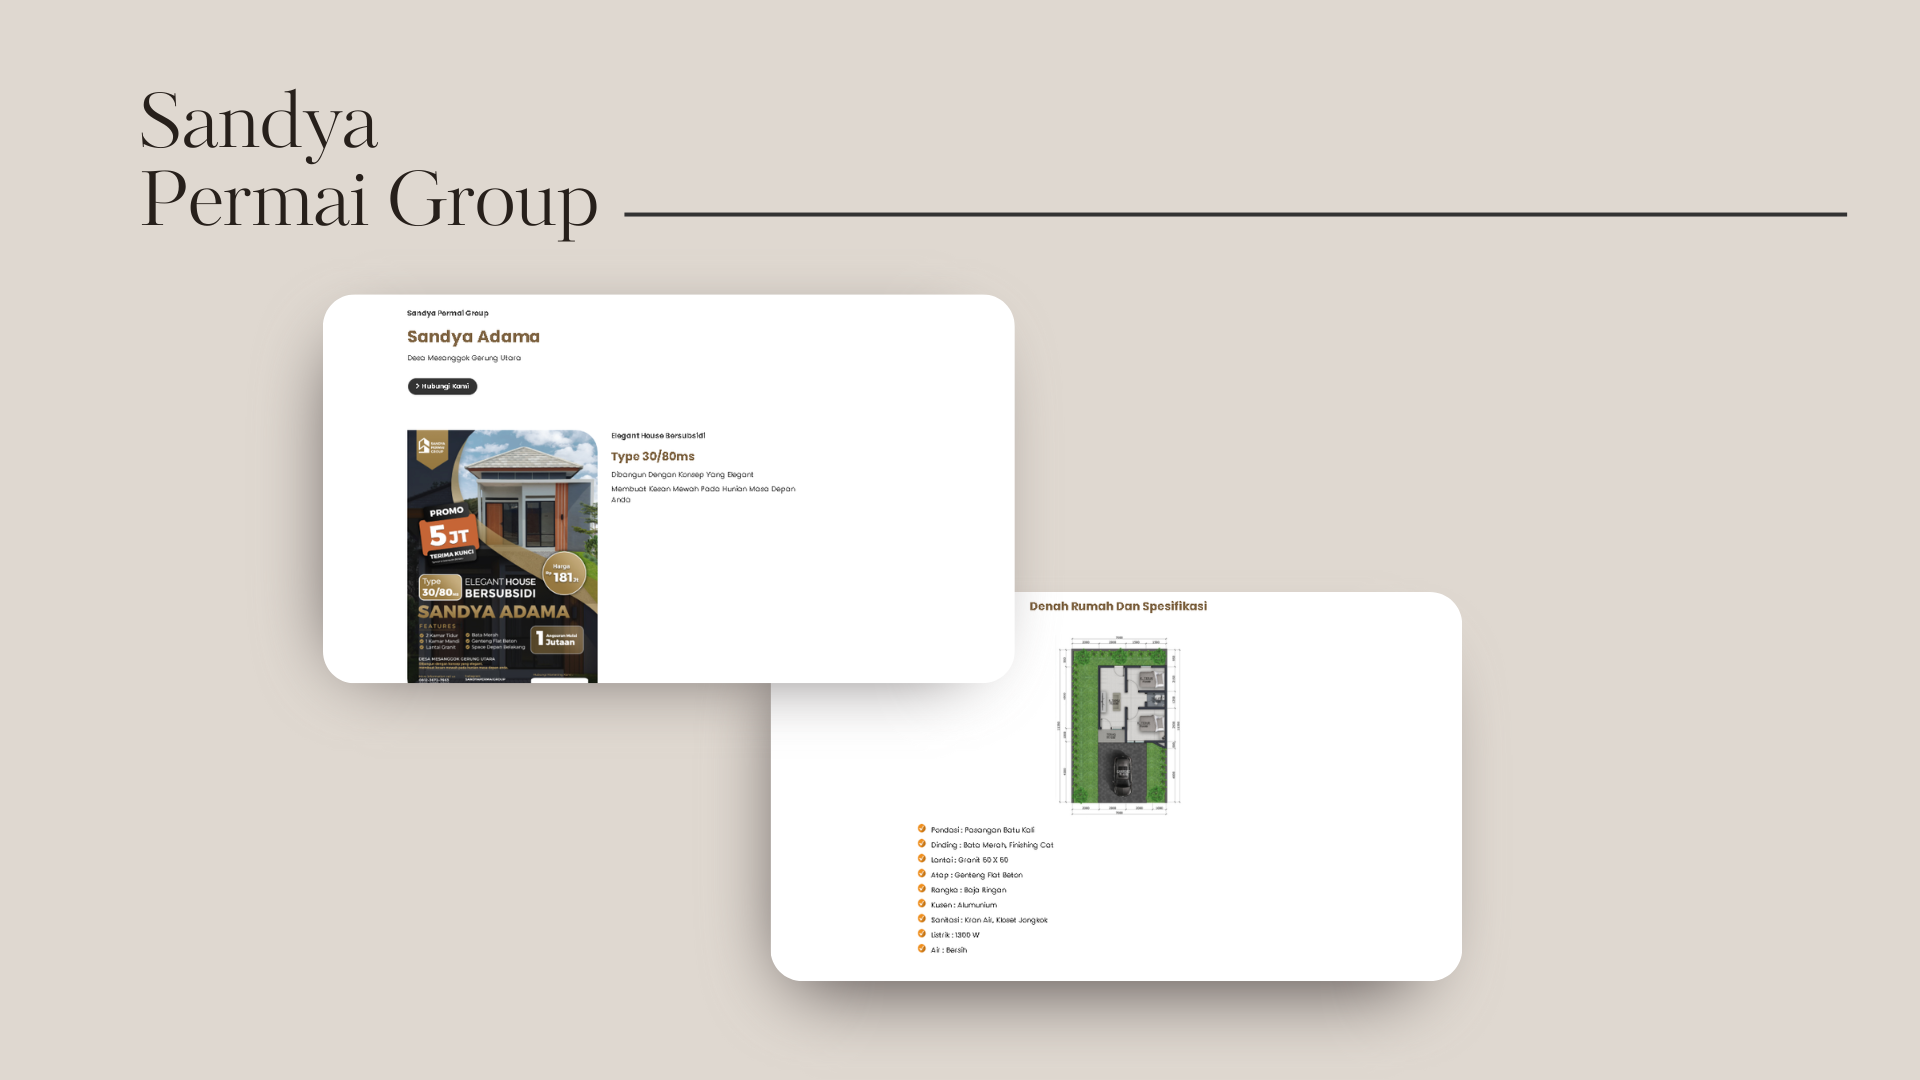 Sandya
Permai Group
Sandya Permai Group
Sandya Adama
Desa Mesanggok Gerung Utara
Hubungi Kami
Elegant House Bersubsidi
Type 30/80ms
Dibangun Dengan Konsep Yang Elegant
Membuat Kesan Mewah Pada Hunian Masa Depan
Anda
SANDYA
PERMAI
GROUP
PROMO
5 JT
TERIMA KUNCI
Harga
Rp 181 Jt
Type
30/80
ELEGANT HOUSE
BERSUBSIDI
SANDYA ADAMA
FEATURES
2 Kamar Tidur
1 Kamar Mandi
Lantai Granit
Bata Merah
Genteng Flat Beton
Space Depan Belakang
1 Angsuran Mulai
Jutaan
DESA MESANGGOK GERUNG UTARA
Denah Rumah Dan Spesifikasi
Pondasi : Pasangan Batu Kali
Dinding : Bata Merah, Finishing Cat
Lantai : Granit 60 X 60
Atap : Genteng Flat Beton
Rangka : Baja Ringan
Kusen : Alumunium
Sanitasi : Kran Air, Kloset Jongkok
Listrik : 1300 W
Air : Bersih